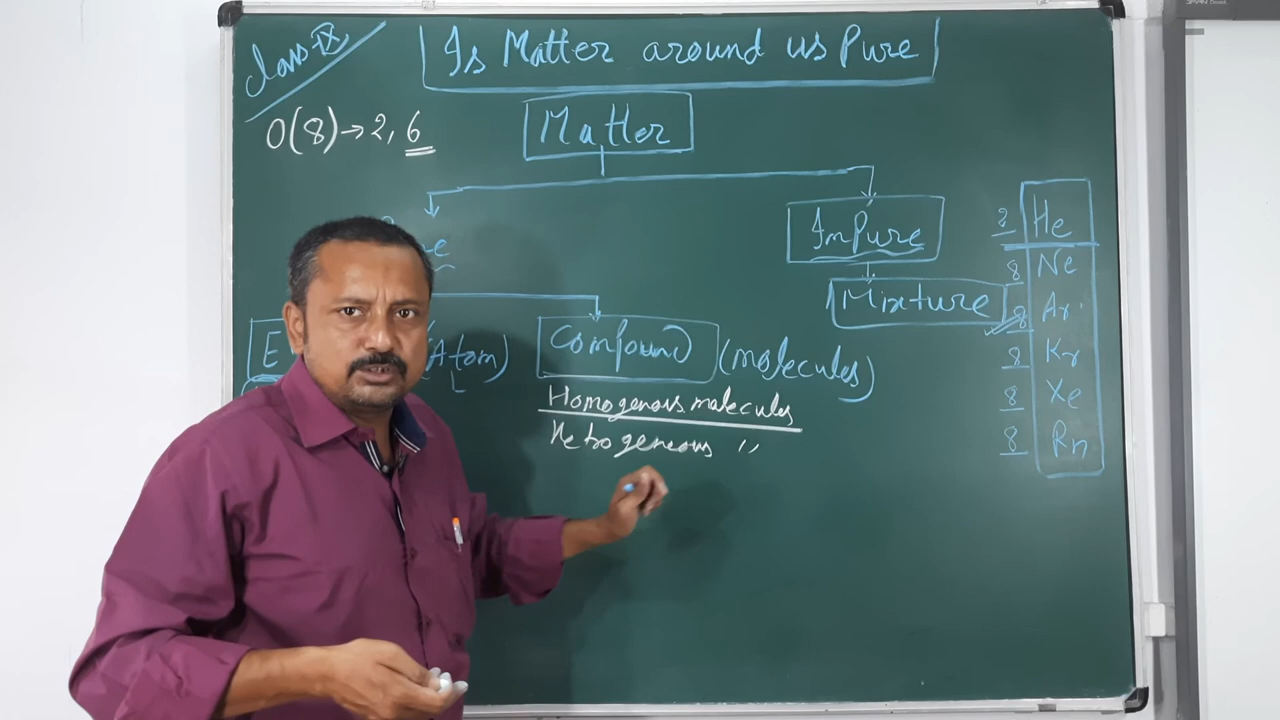 Class-IX
Is Matter around us Pure
O(8)→2, 6
Matter
ImPure
Mixture
E
(Atom)
Compound
(molecules)
Homogenous molecules
Hetrogeneous ,,
2 He
8 Ne
8 Ar
8 Kr
8 Xe
8 Rn